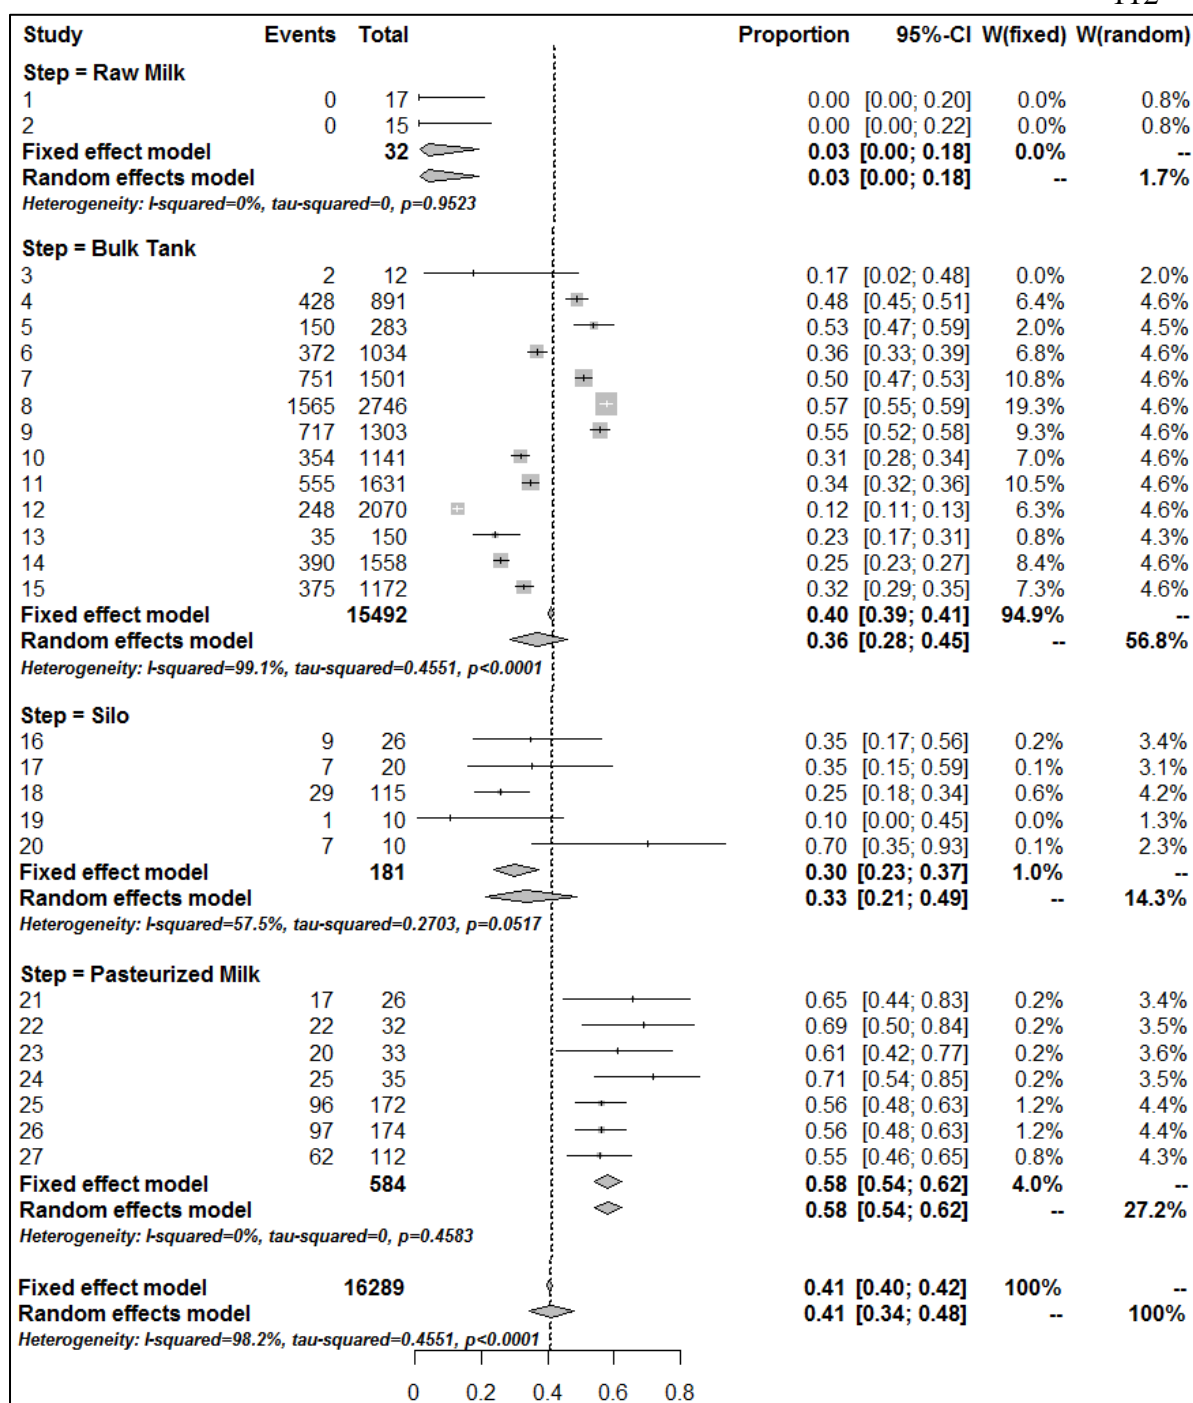 112
Study Events Total Proportion 95%-CI W(fixed) W(random)
Step = Raw Milk
1 0 17 0.00 [0.00; 0.20] 0.0% 0.8%
2 0 15 0.00 [0.00; 0.22] 0.0% 0.8%
Fixed effect model 32 0.03 [0.00; 0.18] 0.0% --
Random effects model 0.03 [0.00; 0.18] -- 1.7%
Heterogeneity: I-squared=0%, tau-squared=0, p=0.9523
Step = Bulk Tank
3 2 12 0.17 [0.02; 0.48] 0.0% 2.0%
4 428 891 0.48 [0.45; 0.51] 6.4% 4.6%
5 150 283 0.53 [0.47; 0.59] 2.0% 4.5%
6 372 1034 0.36 [0.33; 0.39] 6.8% 4.6%
7 751 1501 0.50 [0.47; 0.53] 10.8% 4.6%
8 1565 2746 0.57 [0.55; 0.59] 19.3% 4.6%
9 717 1303 0.55 [0.52; 0.58] 9.3% 4.6%
10 354 1141 0.31 [0.28; 0.34] 7.0% 4.6%
11 555 1631 0.34 [0.32; 0.36] 10.5% 4.6%
12 248 2070 0.12 [0.11; 0.13] 6.3% 4.6%
13 35 150 0.23 [0.17; 0.31] 0.8% 4.3%
14 390 1558 0.25 [0.23; 0.27] 8.4% 4.6%
15 375 1172 0.32 [0.29; 0.35] 7.3% 4.6%
Fixed effect model 15492 0.40 [0.39; 0.41] 94.9% --
Random effects model 0.36 [0.28; 0.45] -- 56.8%
Heterogeneity: I-squared=99.1%, tau-squared=0.4551, p<0.0001
Step = Silo
16 9 26 0.35 [0.17; 0.56] 0.2% 3.4%
17 7 20 0.35 [0.15; 0.59] 0.1% 3.1%
18 29 115 0.25 [0.18; 0.34] 0.6% 4.2%
19 1 10 0.10 [0.00; 0.45] 0.0% 1.3%
20 7 10 0.70 [0.35; 0.93] 0.1% 2.3%
Fixed effect model 181 0.30 [0.23; 0.37] 1.0% --
Random effects model 0.33 [0.21; 0.49] -- 14.3%
Heterogeneity: I-squared=57.5%, tau-squared=0.2703, p=0.0517
Step = Pasteurized Milk
21 17 26 0.65 [0.44; 0.83] 0.2% 3.4%
22 22 32 0.69 [0.50; 0.84] 0.2% 3.5%
23 20 33 0.61 [0.42; 0.77] 0.2% 3.6%
24 25 35 0.71 [0.54; 0.85] 0.2% 3.5%
25 96 172 0.56 [0.48; 0.63] 1.2% 4.4%
26 97 174 0.56 [0.48; 0.63] 1.2% 4.4%
27 62 112 0.55 [0.46; 0.65] 0.8% 4.3%
Fixed effect model 584 0.58 [0.54; 0.62] 4.0% --
Random effects model 0.58 [0.54; 0.62] -- 27.2%
Heterogeneity: I-squared=0%, tau-squared=0, p=0.4583
Fixed effect model 16289 0.41 [0.40; 0.42] 100% --
Random effects model 0.41 [0.34; 0.48] -- 100%
Heterogeneity: I-squared=98.2%, tau-squared=0.4551, p<0.0001
0 0.2 0.4 0.6 0.8